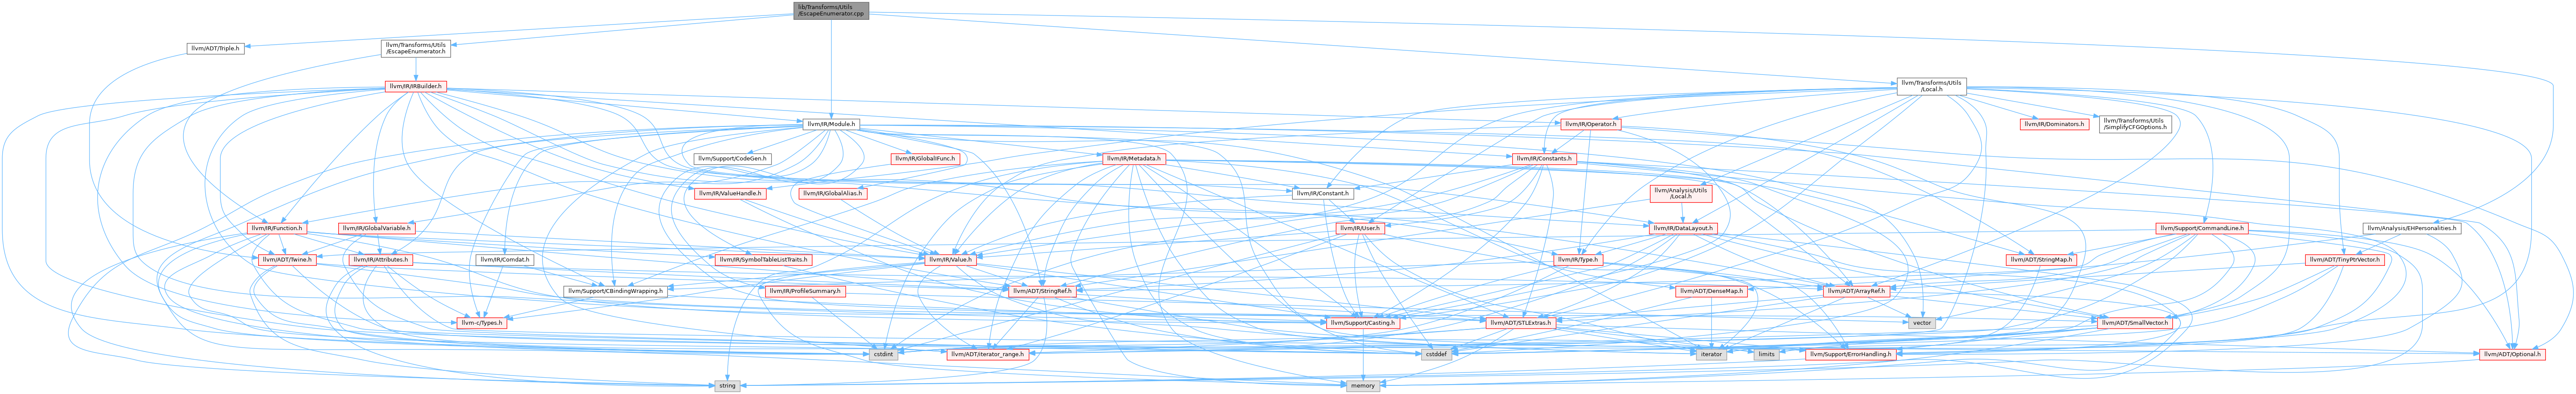 lib/Transforms/Utils
/EscapeEnumerator.cpp
llvm/ADT/Triple.h
llvm/Transforms/Utils
/EscapeEnumerator.h
llvm/IR/IRBuilder.h
llvm/Transforms/Utils
/Local.h
llvm/IR/Module.h
llvm/IR/Operator.h
llvm/IR/Dominators.h
llvm/Transforms/Utils
/SimplifyCFGOptions.h
llvm/Support/CodeGen.h
llvm/IR/GlobalIFunc.h
llvm/IR/Metadata.h
llvm/IR/Constants.h
llvm/IR/ValueHandle.h
llvm/IR/GlobalAlias.h
llvm/IR/Constant.h
llvm/Analysis/Utils
/Local.h
llvm/IR/Function.h
llvm/IR/GlobalVariable.h
llvm/IR/User.h
llvm/IR/DataLayout.h
llvm/Support/CommandLine.h
llvm/Analysis/EHPersonalities.h
llvm/ADT/Twine.h
llvm/IR/Attributes.h
llvm/IR/Comdat.h
llvm/IR/SymbolTableListTraits.h
llvm/IR/Value.h
llvm/IR/Type.h
llvm/ADT/StringMap.h
llvm/ADT/TinyPtrVector.h
llvm/Support/CBindingWrapping.h
llvm/IR/ProfileSummary.h
llvm/ADT/StringRef.h
llvm/ADT/DenseMap.h
llvm/ADT/ArrayRef.h
llvm-c/Types.h
llvm/Support/Casting.h
llvm/ADT/STLExtras.h
vector
llvm/ADT/SmallVector.h
cstdint
llvm/ADT/iterator_range.h
cstddef
iterator
limits
llvm/Support/ErrorHandling.h
llvm/ADT/Optional.h
string
memory